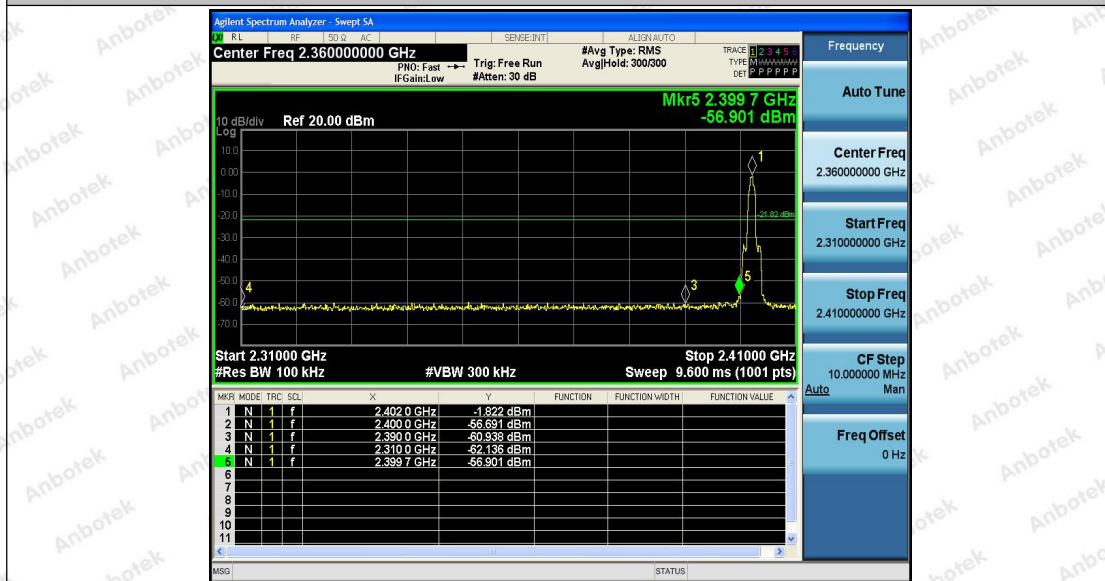 Agilent Spectrum Analyzer - Swept SA
LXI RL RF 50 Ω AC SENSE:INT ALIGNAUTO
Center Freq 2.360000000 GHz
PNO: Fast
IFGain:Low
Trig: Free Run
#Atten: 30 dB
#Avg Type: RMS
Avg|Hold: 300/300
TRACE 1 2 3 4 5 6
TYPE M
DET P P P P P P
Mkr5 2.399 7 GHz
-56.901 dBm
10 dB/div Ref 20.00 dBm
Log
10.0
0.00
-10.0
-20.0
-30.0
-40.0
-50.0
-60.0
-70.0
1
-21.82 dBm
4
3
5
Start 2.31000 GHz
Stop 2.41000 GHz
#Res BW 100 kHz
#VBW 300 kHz
Sweep 9.600 ms (1001 pts)
MKR MODE TRC SCL X Y FUNCTION FUNCTION WIDTH FUNCTION VALUE
1 N 1 f 2.402 0 GHz -1.822 dBm
2 N 1 f 2.400 0 GHz -56.691 dBm
3 N 1 f 2.390 0 GHz -60.938 dBm
4 N 1 f 2.310 0 GHz -62.136 dBm
5 N 1 f 2.399 7 GHz -56.901 dBm
6
7
8
9
10
11
MSG
STATUS
Frequency
Auto Tune
Center Freq
2.360000000 GHz
Start Freq
2.310000000 GHz
Stop Freq
2.410000000 GHz
CF Step
10.000000 MHz
Auto Man
Freq Offset
0 Hz
Anbotek